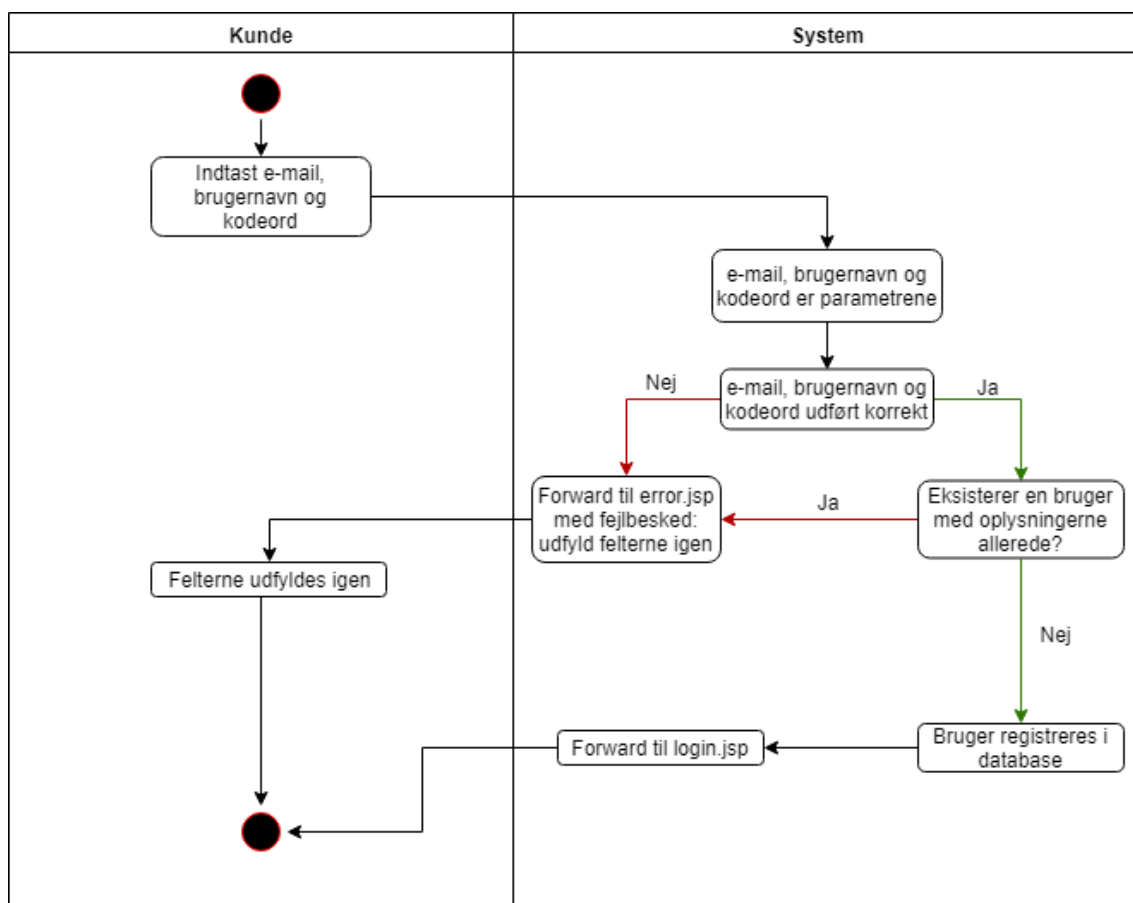 Kunde
System
Indtast e-mail,
brugernavn og
kodeord
e-mail, brugernavn og
kodeord er parametrene
e-mail, brugernavn og
kodeord udført korrekt
Nej
Ja
Forward til error.jsp
med fejlbesked:
udfyld felterne igen
Ja
Eksisterer en bruger
med oplysningerne
allerede?
Felterne udfyldes igen
Nej
Forward til login.jsp
Bruger registreres i
database